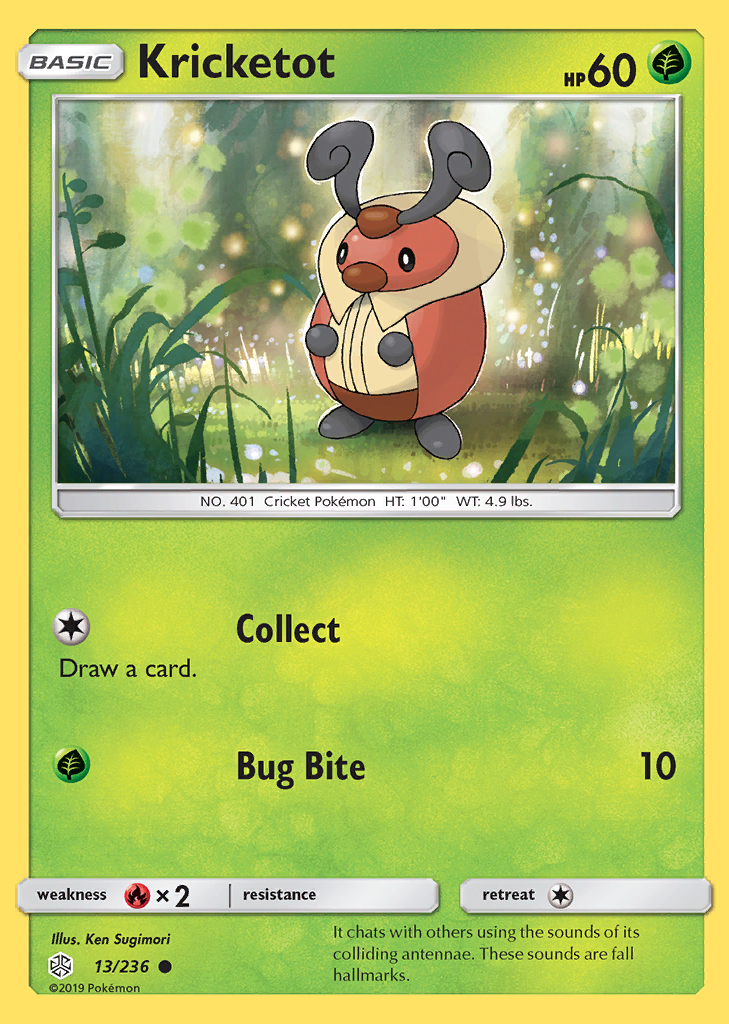 BASIC Kricketot HP60
NO. 401 Cricket Pokémon HT: 1'00" WT: 4.9 lbs.
Collect
Draw a card.
Bug Bite 10
weakness × 2 resistance retreat
Illus. Ken Sugimori
13/236
©2019 Pokémon
It chats with others using the sounds of its
colliding antennae. These sounds are fall
hallmarks.